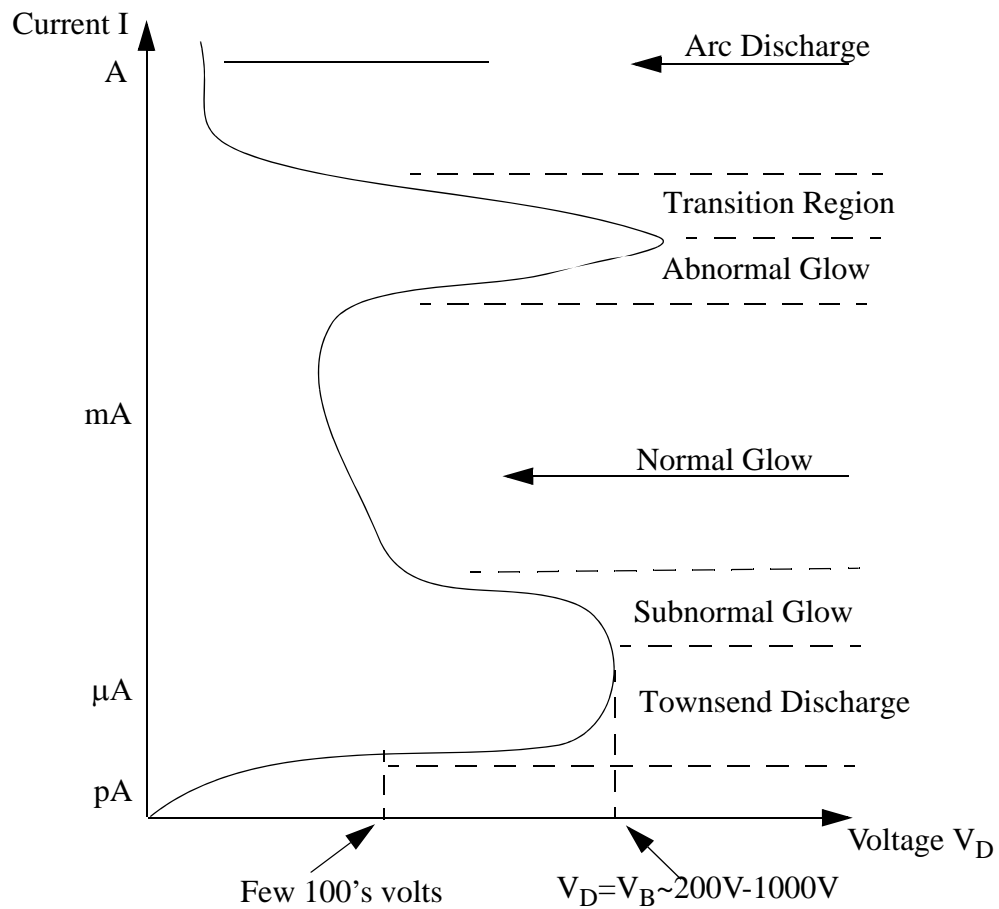 Current I
Arc Discharge
A
Transition Region
Abnormal Glow
mA
Normal Glow
Subnormal Glow
μA
Townsend Discharge
pA
Voltage V_D
Few 100's volts
V_D=V_B~200V-1000V